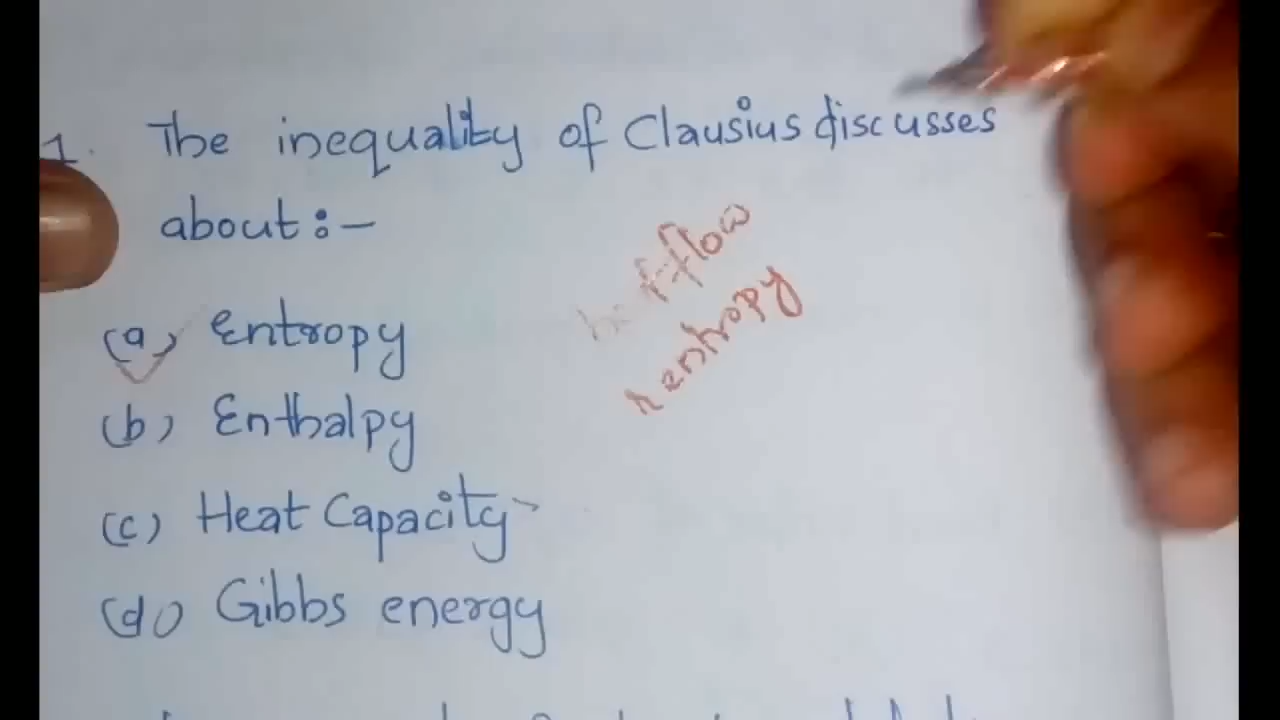 1. The inequality of Clausius discusses
about:-
flow
entropy
(a) Entropy
(b) Enthalpy
(c) Heat Capacity
(d) Gibbs energy